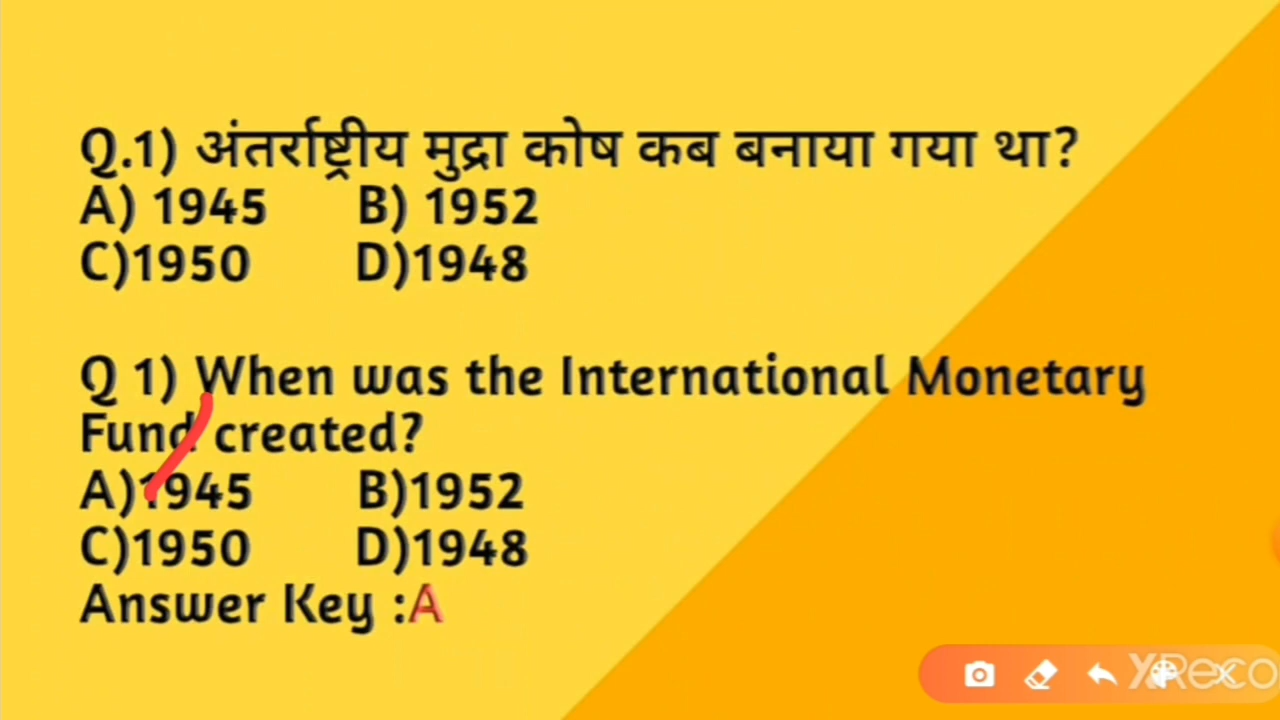 Q.1) अंतर्राष्ट्रीय मुद्रा कोष कब बनाया गया था?
A) 1945 B) 1952
C)1950 D)1948
Q 1) When was the International Monetary
Fund created?
A)1945 B)1952
C)1950 D)1948
Answer Key :A